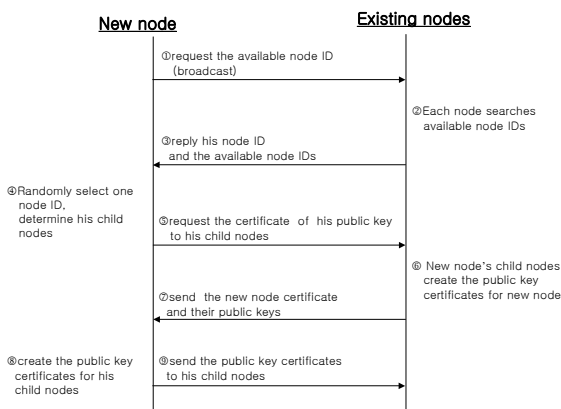 New node
Existing nodes
①request the available node ID
(broadcast)
②Each node searches
available node IDs
③reply his node ID
and the available node IDs
④Randomly select one
node ID,
determine his child
nodes
⑤request the certificate of his public key
to his child nodes
⑥ New node's child nodes
create the public key
certificates for new node
⑦send the new node certificate
and their public keys
⑧create the public key
certificates for his
child nodes
⑨send the public key certificates
to his child nodes